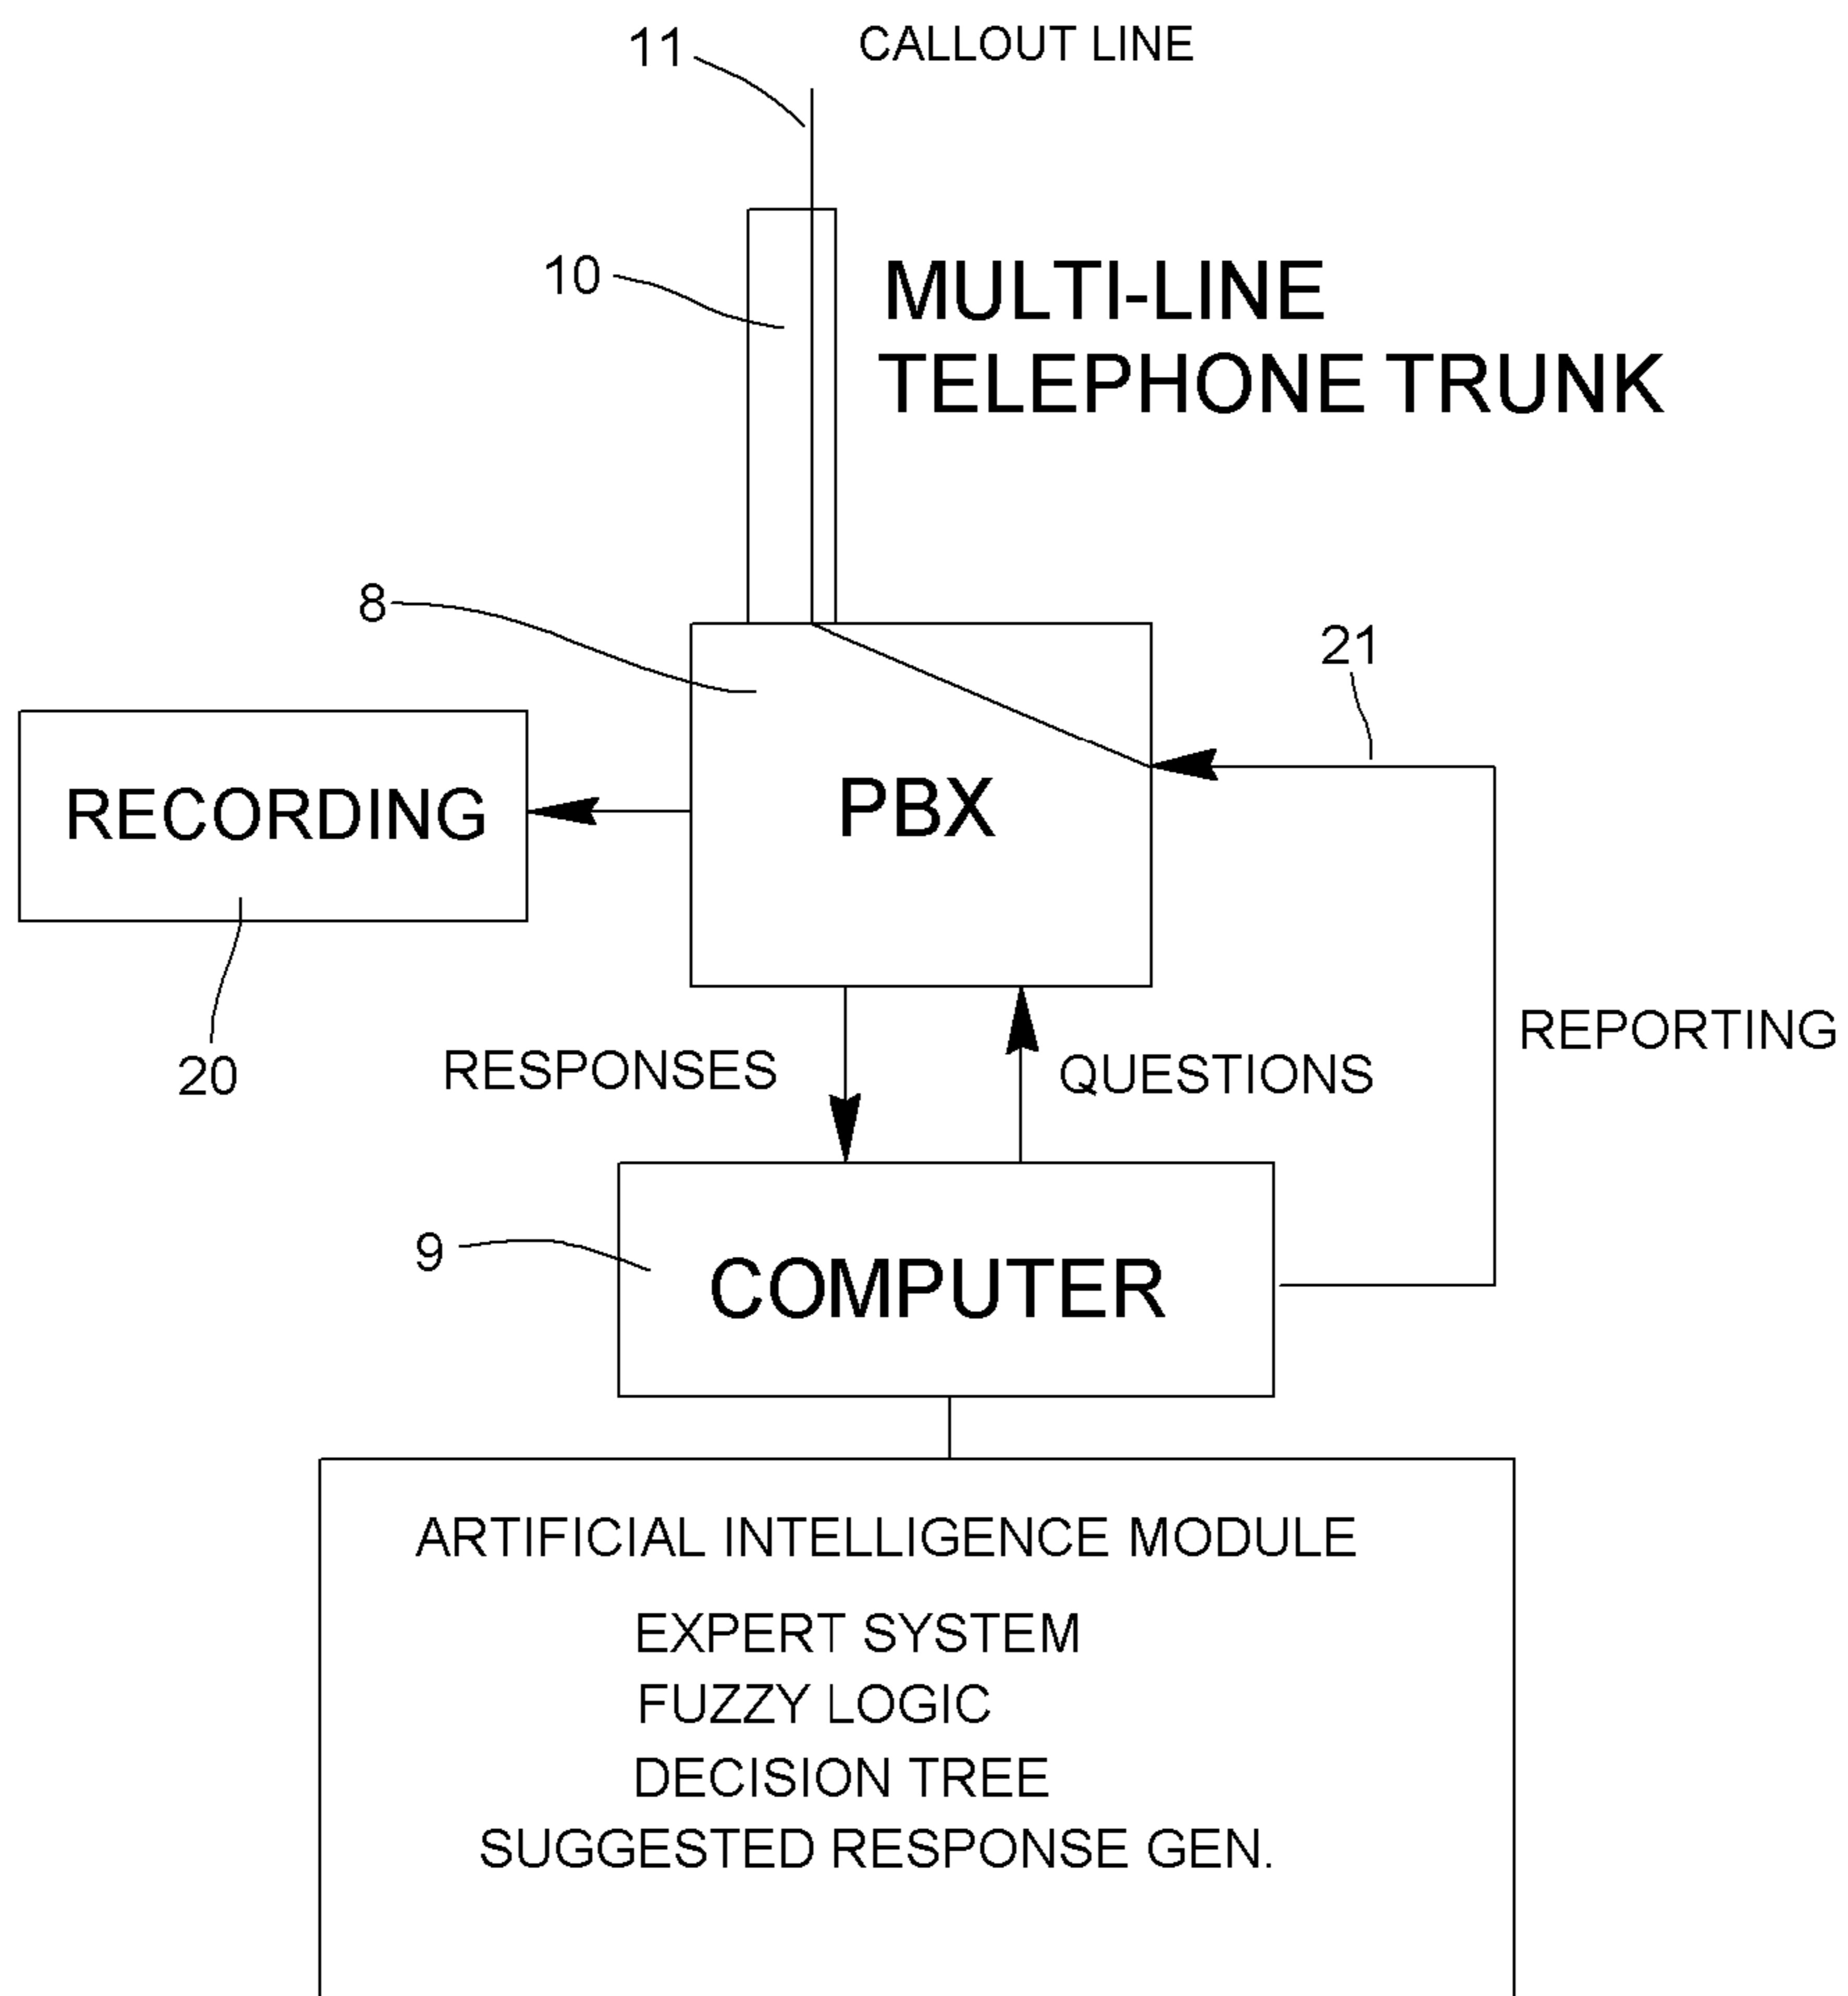 11
CALLOUT LINE
10
MULTI-LINE
TELEPHONE TRUNK
8
21
RECORDING
PBX
20
RESPONSES
QUESTIONS
REPORTING
9
COMPUTER
ARTIFICIAL INTELLIGENCE MODULE
EXPERT SYSTEM
FUZZY LOGIC
DECISION TREE
SUGGESTED RESPONSE GEN.